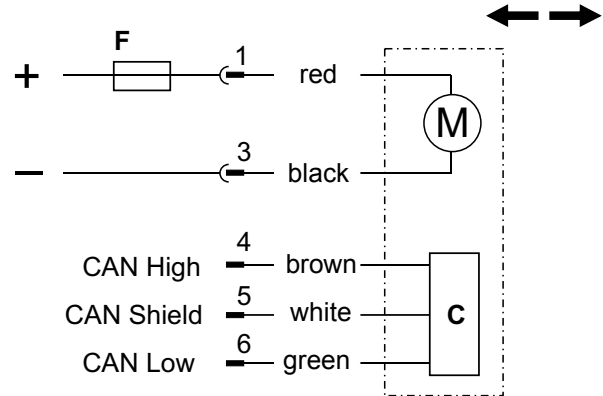 F
+ 1 red
M
− 3 black
CAN High 4 brown
CAN Shield 5 white C
CAN Low 6 green